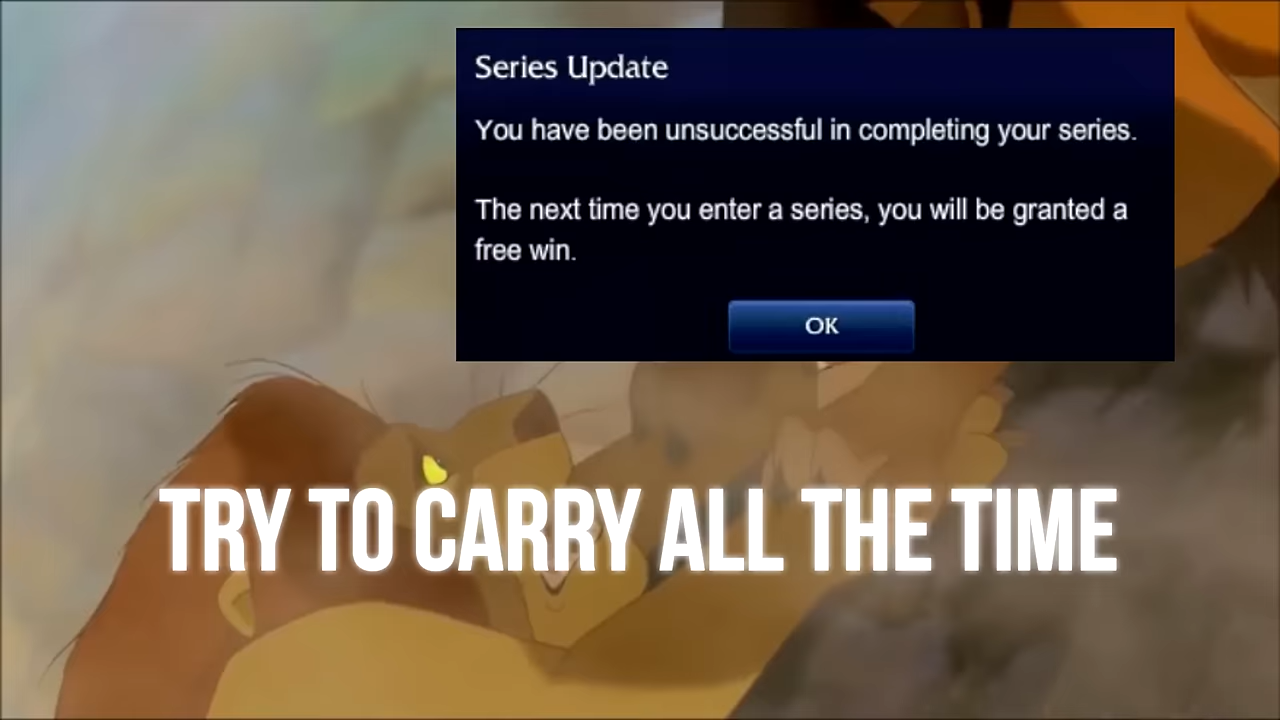 Series Update
You have been unsuccessful in completing your series.
The next time you enter a series, you will be granted a
free win.
OK
TRY TO CARRY ALL THE TIME